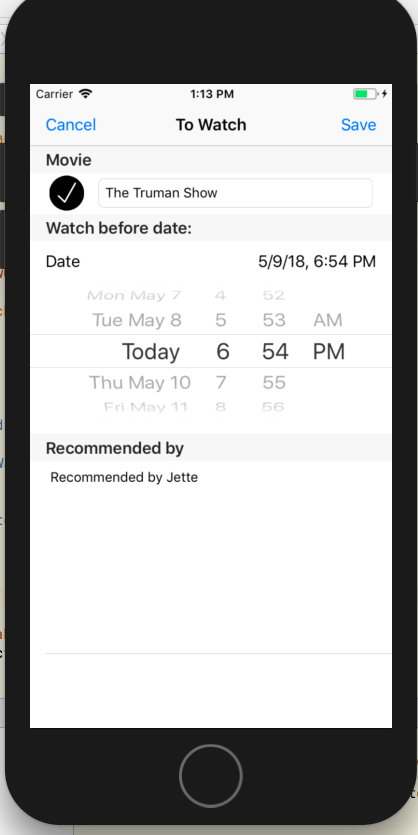 Carrier 1:13 PM
Cancel To Watch Save
Movie
The Truman Show
Watch before date:
Date 5/9/18, 6:54 PM
Mon May 7 4 52
Tue May 8 5 53 AM
Today 6 54 PM
Thu May 10 7 55
Fri May 11 8 56
Recommended by
Recommended by Jette